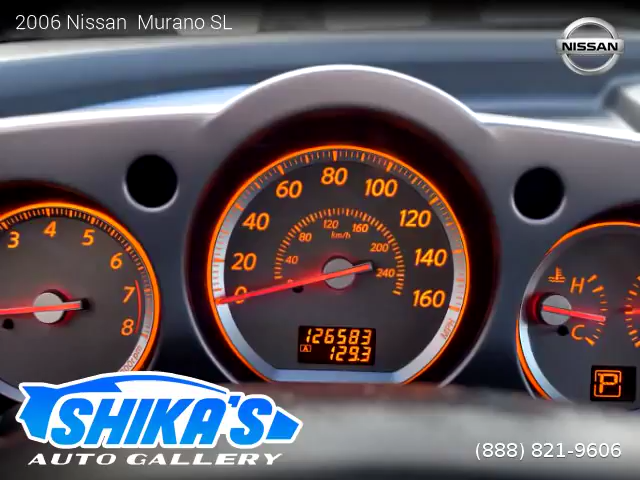 2006 Nissan  Murano SL
NISSAN
3 4 5 6 7 8
0 20 40 60 80 100 120 140 160
40 80 120 160 200 240
km/h
MPH
126583
A 129.3
H
C
P
SHIKA'S
AUTO GALLERY
(888) 821-9606